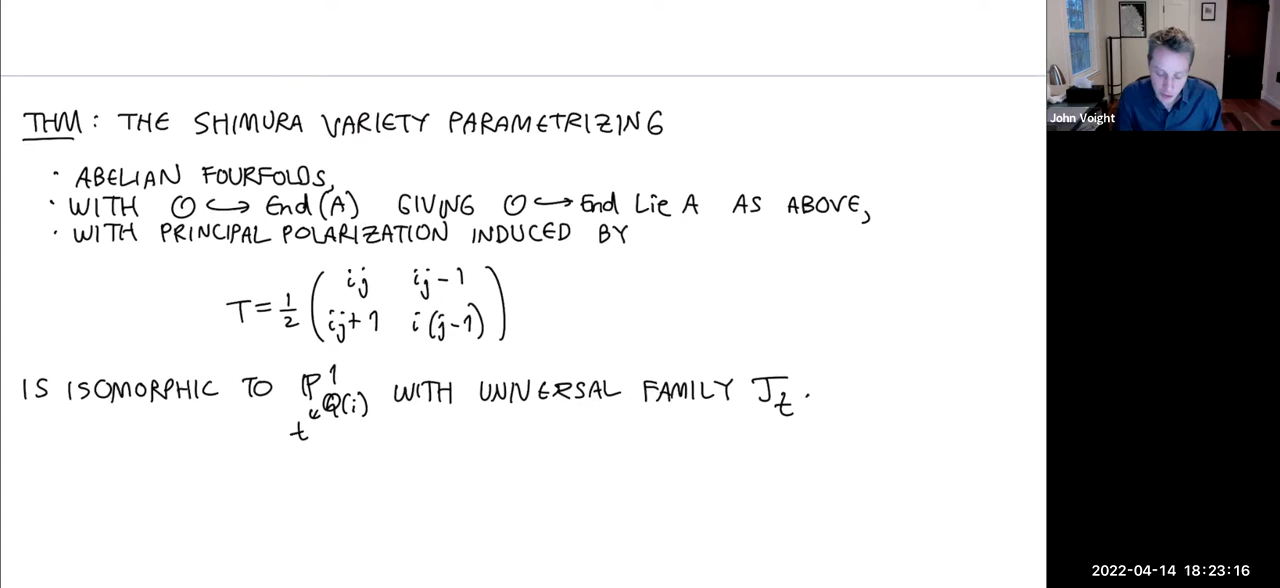 THM: THE SHIMURA VARIETY PARAMETRIZING
· ABELIAN FOURFOLDS,
· WITH O ↪ End(A) GIVING O ↪ End Lie A AS ABOVE,
· WITH PRINCIPAL POLARIZATION INDUCED BY
T = 1/2 ( ij ij-1
ij+1 i(j-1) )
IS ISOMORPHIC TO ℙ¹_ℚ(i) WITH UNIVERSAL FAMILY J_t.
t
John Voight
2022-04-14 18:23:16